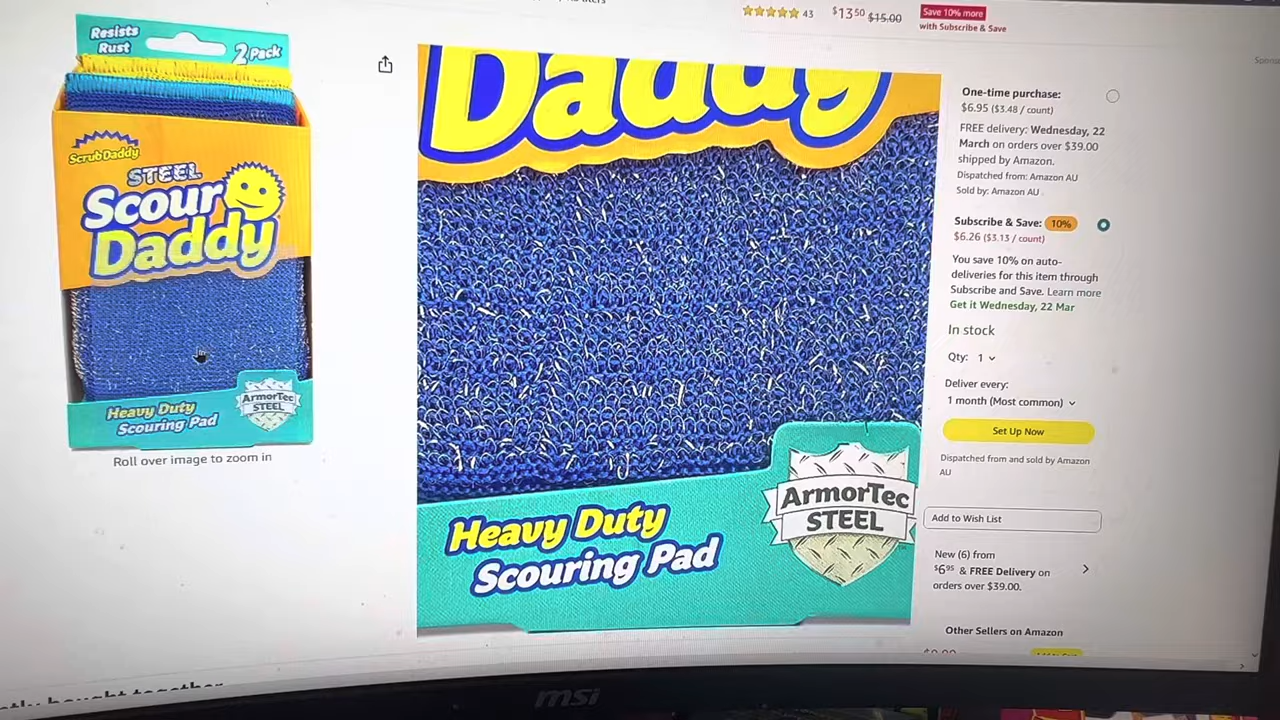 43 $13.50 $15.00
Save 10% more
with Subscribe & Save
Resists
Rust
2 Pack
Scrub Daddy
STEEL
Scour
Daddy
Heavy Duty
Scouring Pad
ArmorTec
STEEL
Roll over image to zoom in
Daddy
Heavy Duty
Scouring Pad
ArmorTec
STEEL
One-time purchase:
$6.95 ($3.48 / count)
FREE delivery: Wednesday, 22
March on orders over $39.00
shipped by Amazon.
Dispatched from: Amazon AU
Sold by: Amazon AU
Subscribe & Save: 10%
$6.26 ($3.13 / count)
You save 10% on auto-
deliveries for this item through
Subscribe and Save. Learn more
Get it Wednesday, 22 Mar
In stock
Qty: 1
Deliver every:
1 month (Most common)
Set Up Now
Dispatched from and sold by Amazon
AU
Add to Wish List
New (6) from
$6.95 & FREE Delivery on
orders over $39.00.
Other Sellers on Amazon
bought together
msi